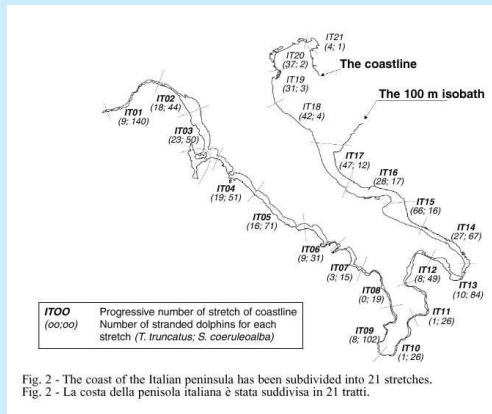 IT21
(4; 1)
IT20
(37; 2)
The coastline
IT19
(31; 3)
The 100 m isobath
IT18
(42; 4)
IT02
(18; 44)
IT01
(9; 140)
IT03
(23; 50)
IT17
(47; 12)
IT16
(28; 17)
IT04
(19; 51)
IT15
(66; 16)
IT05
(16; 71)
IT14
(27; 67)
IT06
(9; 31)
IT12
(8; 49)
IT07
(3; 15)
IT13
(10; 84)
IT08
(0; 19)
IT11
(1; 26)
IT09
(8; 102)
IT10
(1; 26)
ITOO Progressive number of stretch of coastline
(oo;oo) Number of stranded dolphins for each
stretch (T. truncatus; S. coeruleoalba)
Fig. 2 - The coast of the Italian peninsula has been subdivided into 21 stretches.
Fig. 2 - La costa della penisola italiana è stata suddivisa in 21 tratti.